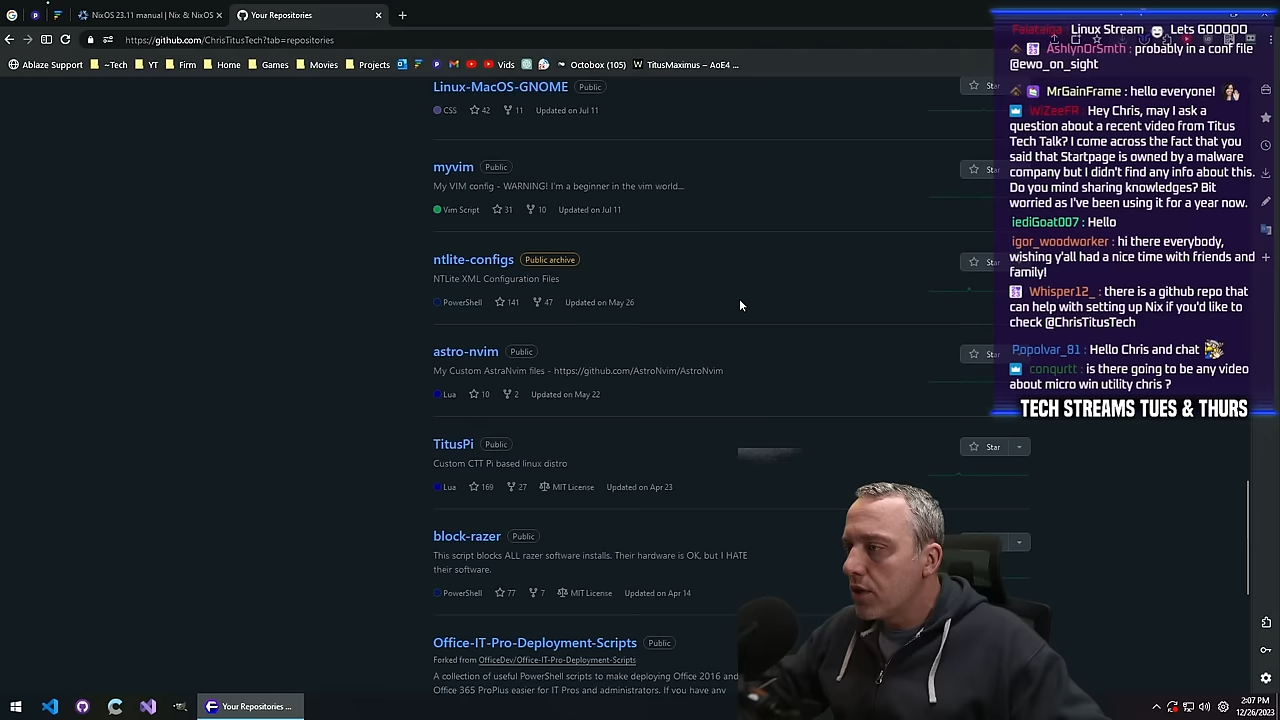 NixOS 23.11 manual | Nix & NixOS
Your Repositories
https://github.com/ChrisTitusTech?tab=repositories
Ablaze Support
~Tech
YT
Firm
Home
Games
Movies
Projects
Vids
Octobox (105)
TitusMaximus – AoE4 ...
Linux-MacOS-GNOME Public
CSS 42 11 Updated on Jul 11
Star
myvim Public
My VIM config - WARNING! I'm a beginner in the vim world...
Vim Script 31 10 Updated on Jul 11
Star
ntlite-configs Public archive
NTLite XML Configuration Files
PowerShell 141 47 Updated on May 26
Star
astro-nvim Public
My Custom AstraNvim files - https://github.com/AstroNvim/AstroNvim
Lua 10 2 Updated on May 22
Star
TitusPi Public
Custom CTT Pi based linux distro
Lua 169 27 MIT License Updated on Apr 23
Star
block-razer Public
This script blocks ALL razer software installs. Their hardware is OK, but I HATE
their software.
PowerShell 77 7 MIT License Updated on Apr 14
Office-IT-Pro-Deployment-Scripts Public
Forked from OfficeDev/Office-IT-Pro-Deployment-Scripts
A collection of useful PowerShell scripts to make deploying Office 2016 and
Office 365 ProPlus easier for IT Pros and administrators. If you have any
Linux Stream Lets GOOOOO
AshlynOrSmth : probably in a conf file
@ewo_on_sight
MrGainFrame : hello everyone!
WiZeeFR : Hey Chris, may I ask a
question about a recent video from Titus
Tech Talk? I come across the fact that you
said that Startpage is owned by a malware
company but I didn't find any info about this.
Do you mind sharing knowledges? Bit
worried as I've been using it for a year now.
iediGoat007 : Hello
igor_woodworker : hi there everybody,
wishing y'all had a nice time with friends and
family!
Whisper12_ : there is a github repo that
can help with setting up Nix if you'd like to
check @ChrisTitusTech
Popolvar_81 : Hello Chris and chat
conqurtt : is there going to be any video
about micro win utility chris ?
TECH STREAMS TUES & THURS
Your Repositories ...
2:07 PM
12/26/2023